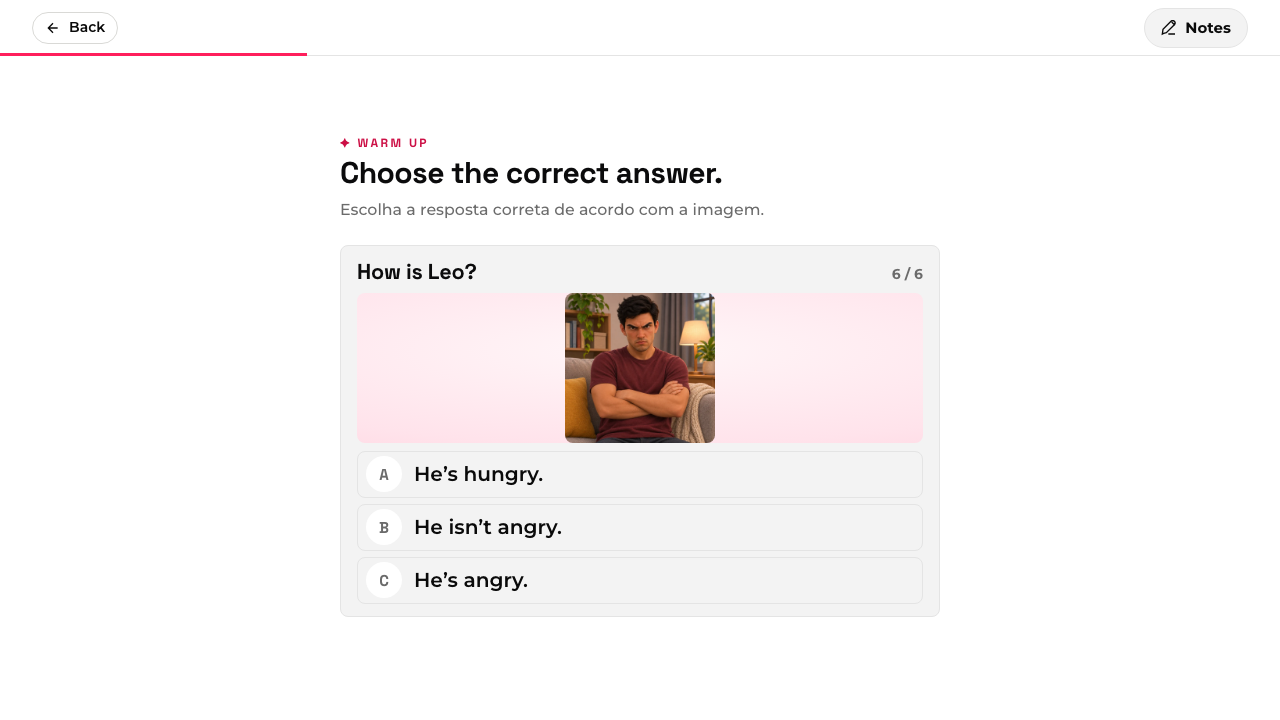 Back
Notes
WARM UP
Choose the correct answer.
Escolha a resposta correta de acordo com a imagem.
How is Leo?
6 / 6
A
He’s hungry.
B
He isn’t angry.
C
He’s angry.